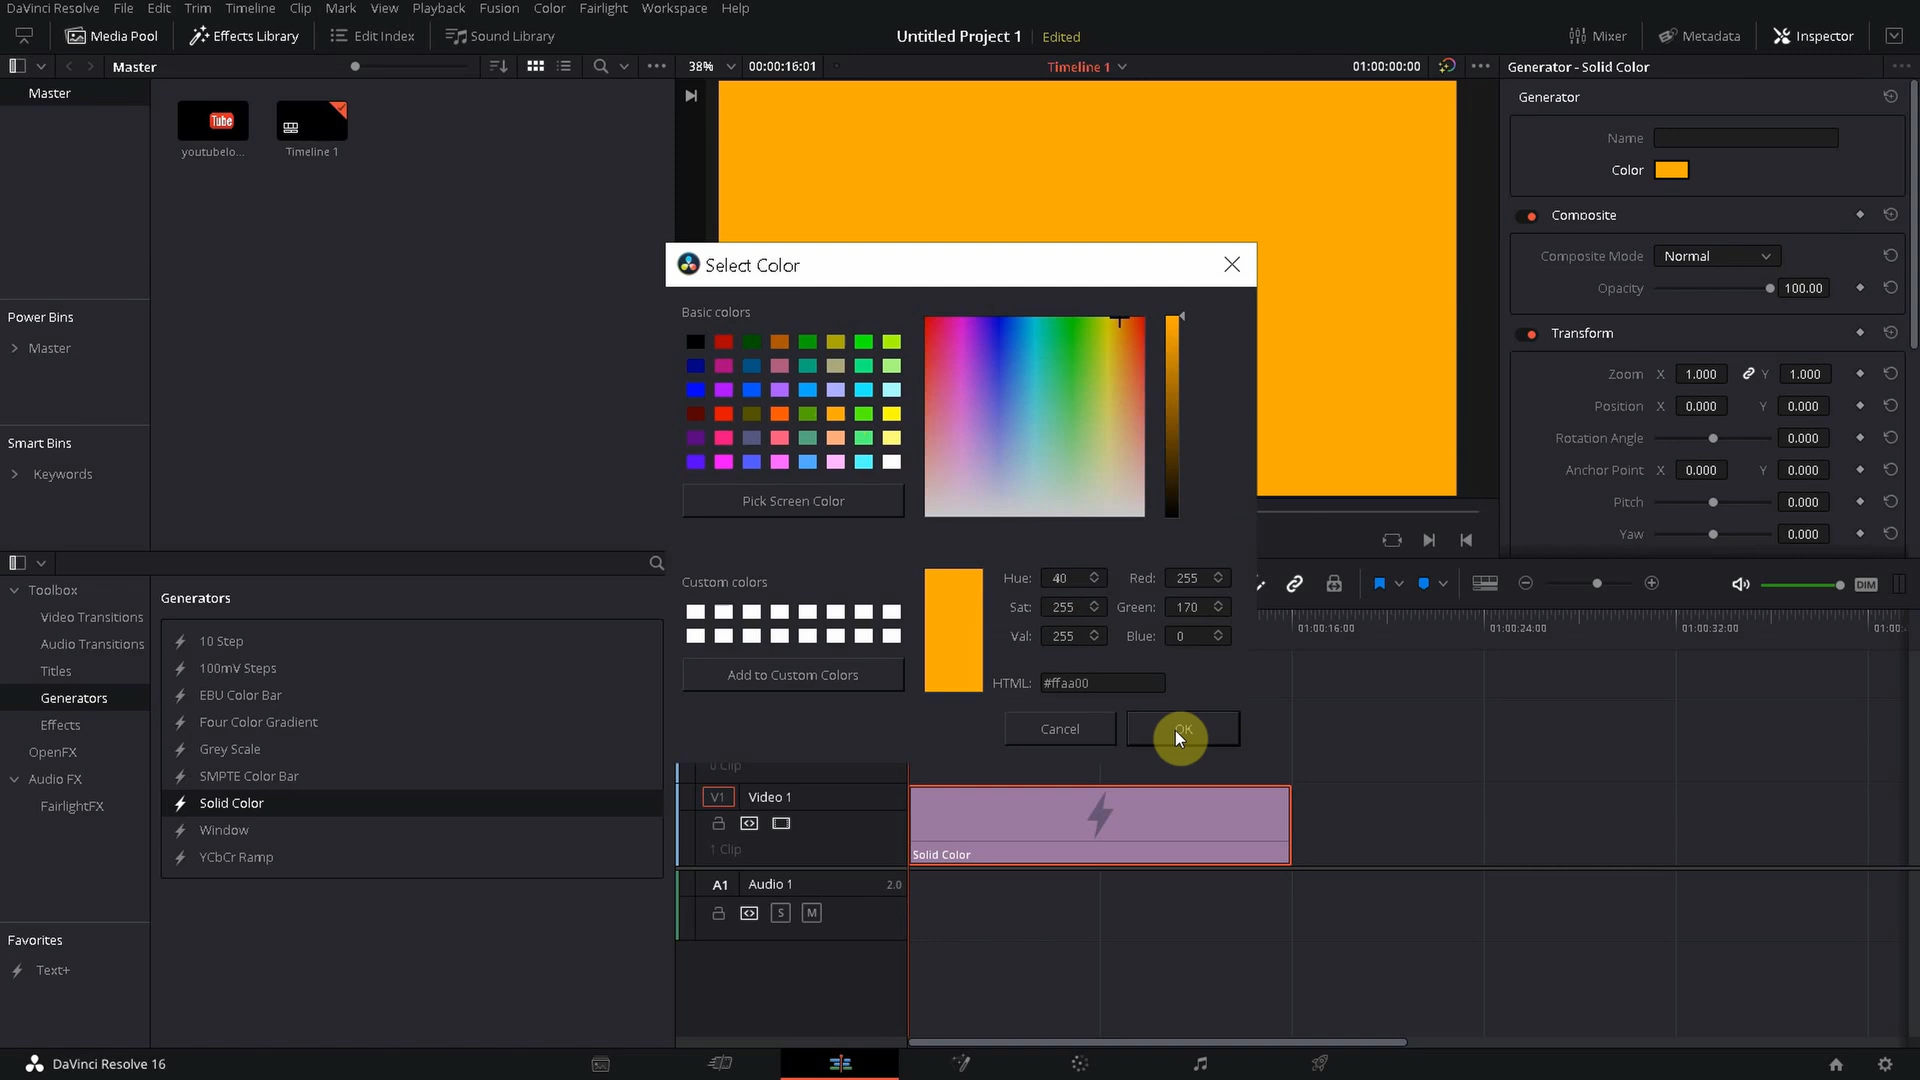 DaVinci Resolve File Edit Trim Timeline Clip Mark View Playback Fusion Color Fairlight Workspace Help
Media Pool Effects Library Edit Index Sound Library Untitled Project 1 Edited Mixer Metadata Inspector
Master 38% 00:00:16:01 Timeline 1 01:00:00:00 Generator - Solid Color
Master
Tube
youtubelo...
Timeline 1
Power Bins
Master
Smart Bins
Keywords
Generator
Name
Color
Composite
Composite Mode Normal
Opacity 100.00
Transform
Zoom X 1.000 Y 1.000
Position X 0.000 Y 0.000
Rotation Angle 0.000
Anchor Point X 0.000 Y 0.000
Pitch 0.000
Yaw 0.000
Select Color
Basic colors
Pick Screen Color
Custom colors
Add to Custom Colors
Hue: 40 Red: 255
Sat: 255 Green: 170
Val: 255 Blue: 0
HTML: #ffaa00
Cancel OK
Toolbox
Video Transitions
Audio Transitions
Titles
Generators
Effects
OpenFX
Audio FX
FairlightFX
Favorites
Text+
Generators
10 Step
100mV Steps
EBU Color Bar
Four Color Gradient
Grey Scale
SMPTE Color Bar
Solid Color
Window
YCbCr Ramp
DIM
01:00:16:00 01:00:24:00 01:00:32:00 01:00:
0 Clip
V1 Video 1
1 Clip
Solid Color
A1 Audio 1 2.0
S M
DaVinci Resolve 16